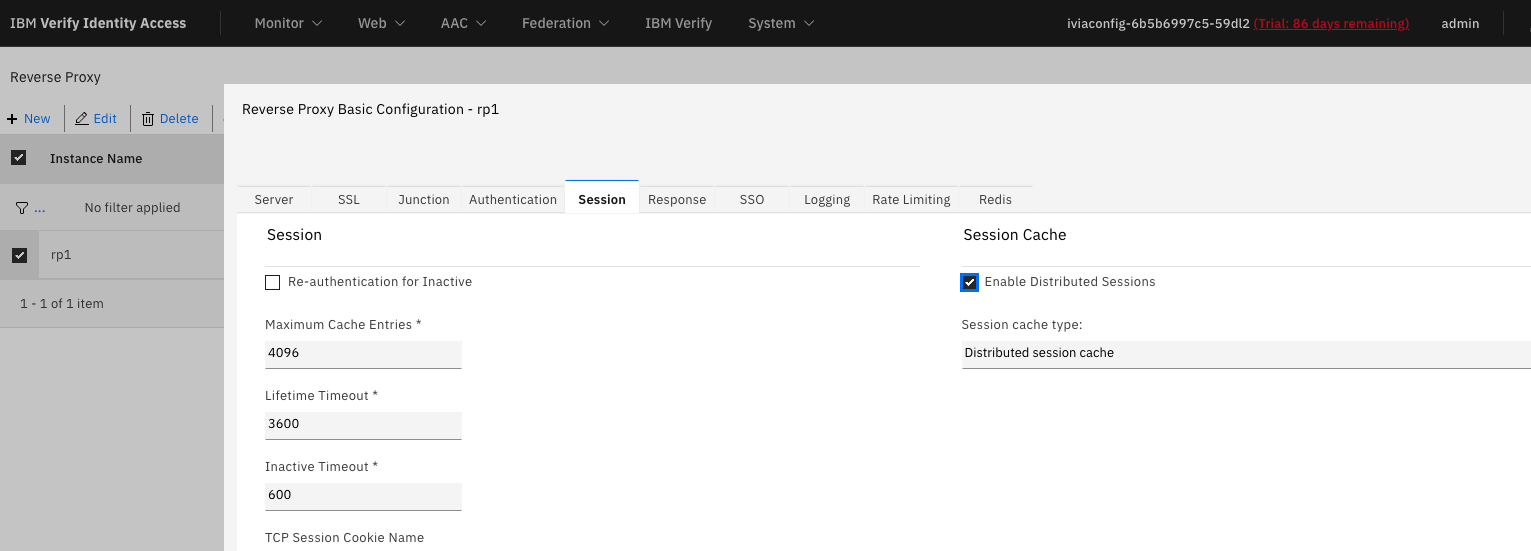 IBM Verify Identity Access Monitor Web AAC Federation IBM Verify System iviaconfig-6b5b6997c5-59dl2 (Trial: 86 days remaining) admin
Reverse Proxy
Reverse Proxy Basic Configuration - rp1
New Edit Delete
Instance Name
... No filter applied
rp1
1 - 1 of 1 item
Server SSL Junction Authentication Session Response SSO Logging Rate Limiting Redis
Session
Re-authentication for Inactive
Maximum Cache Entries *
4096
Lifetime Timeout *
3600
Inactive Timeout *
600
TCP Session Cookie Name
Session Cache
Enable Distributed Sessions
Session cache type:
Distributed session cache